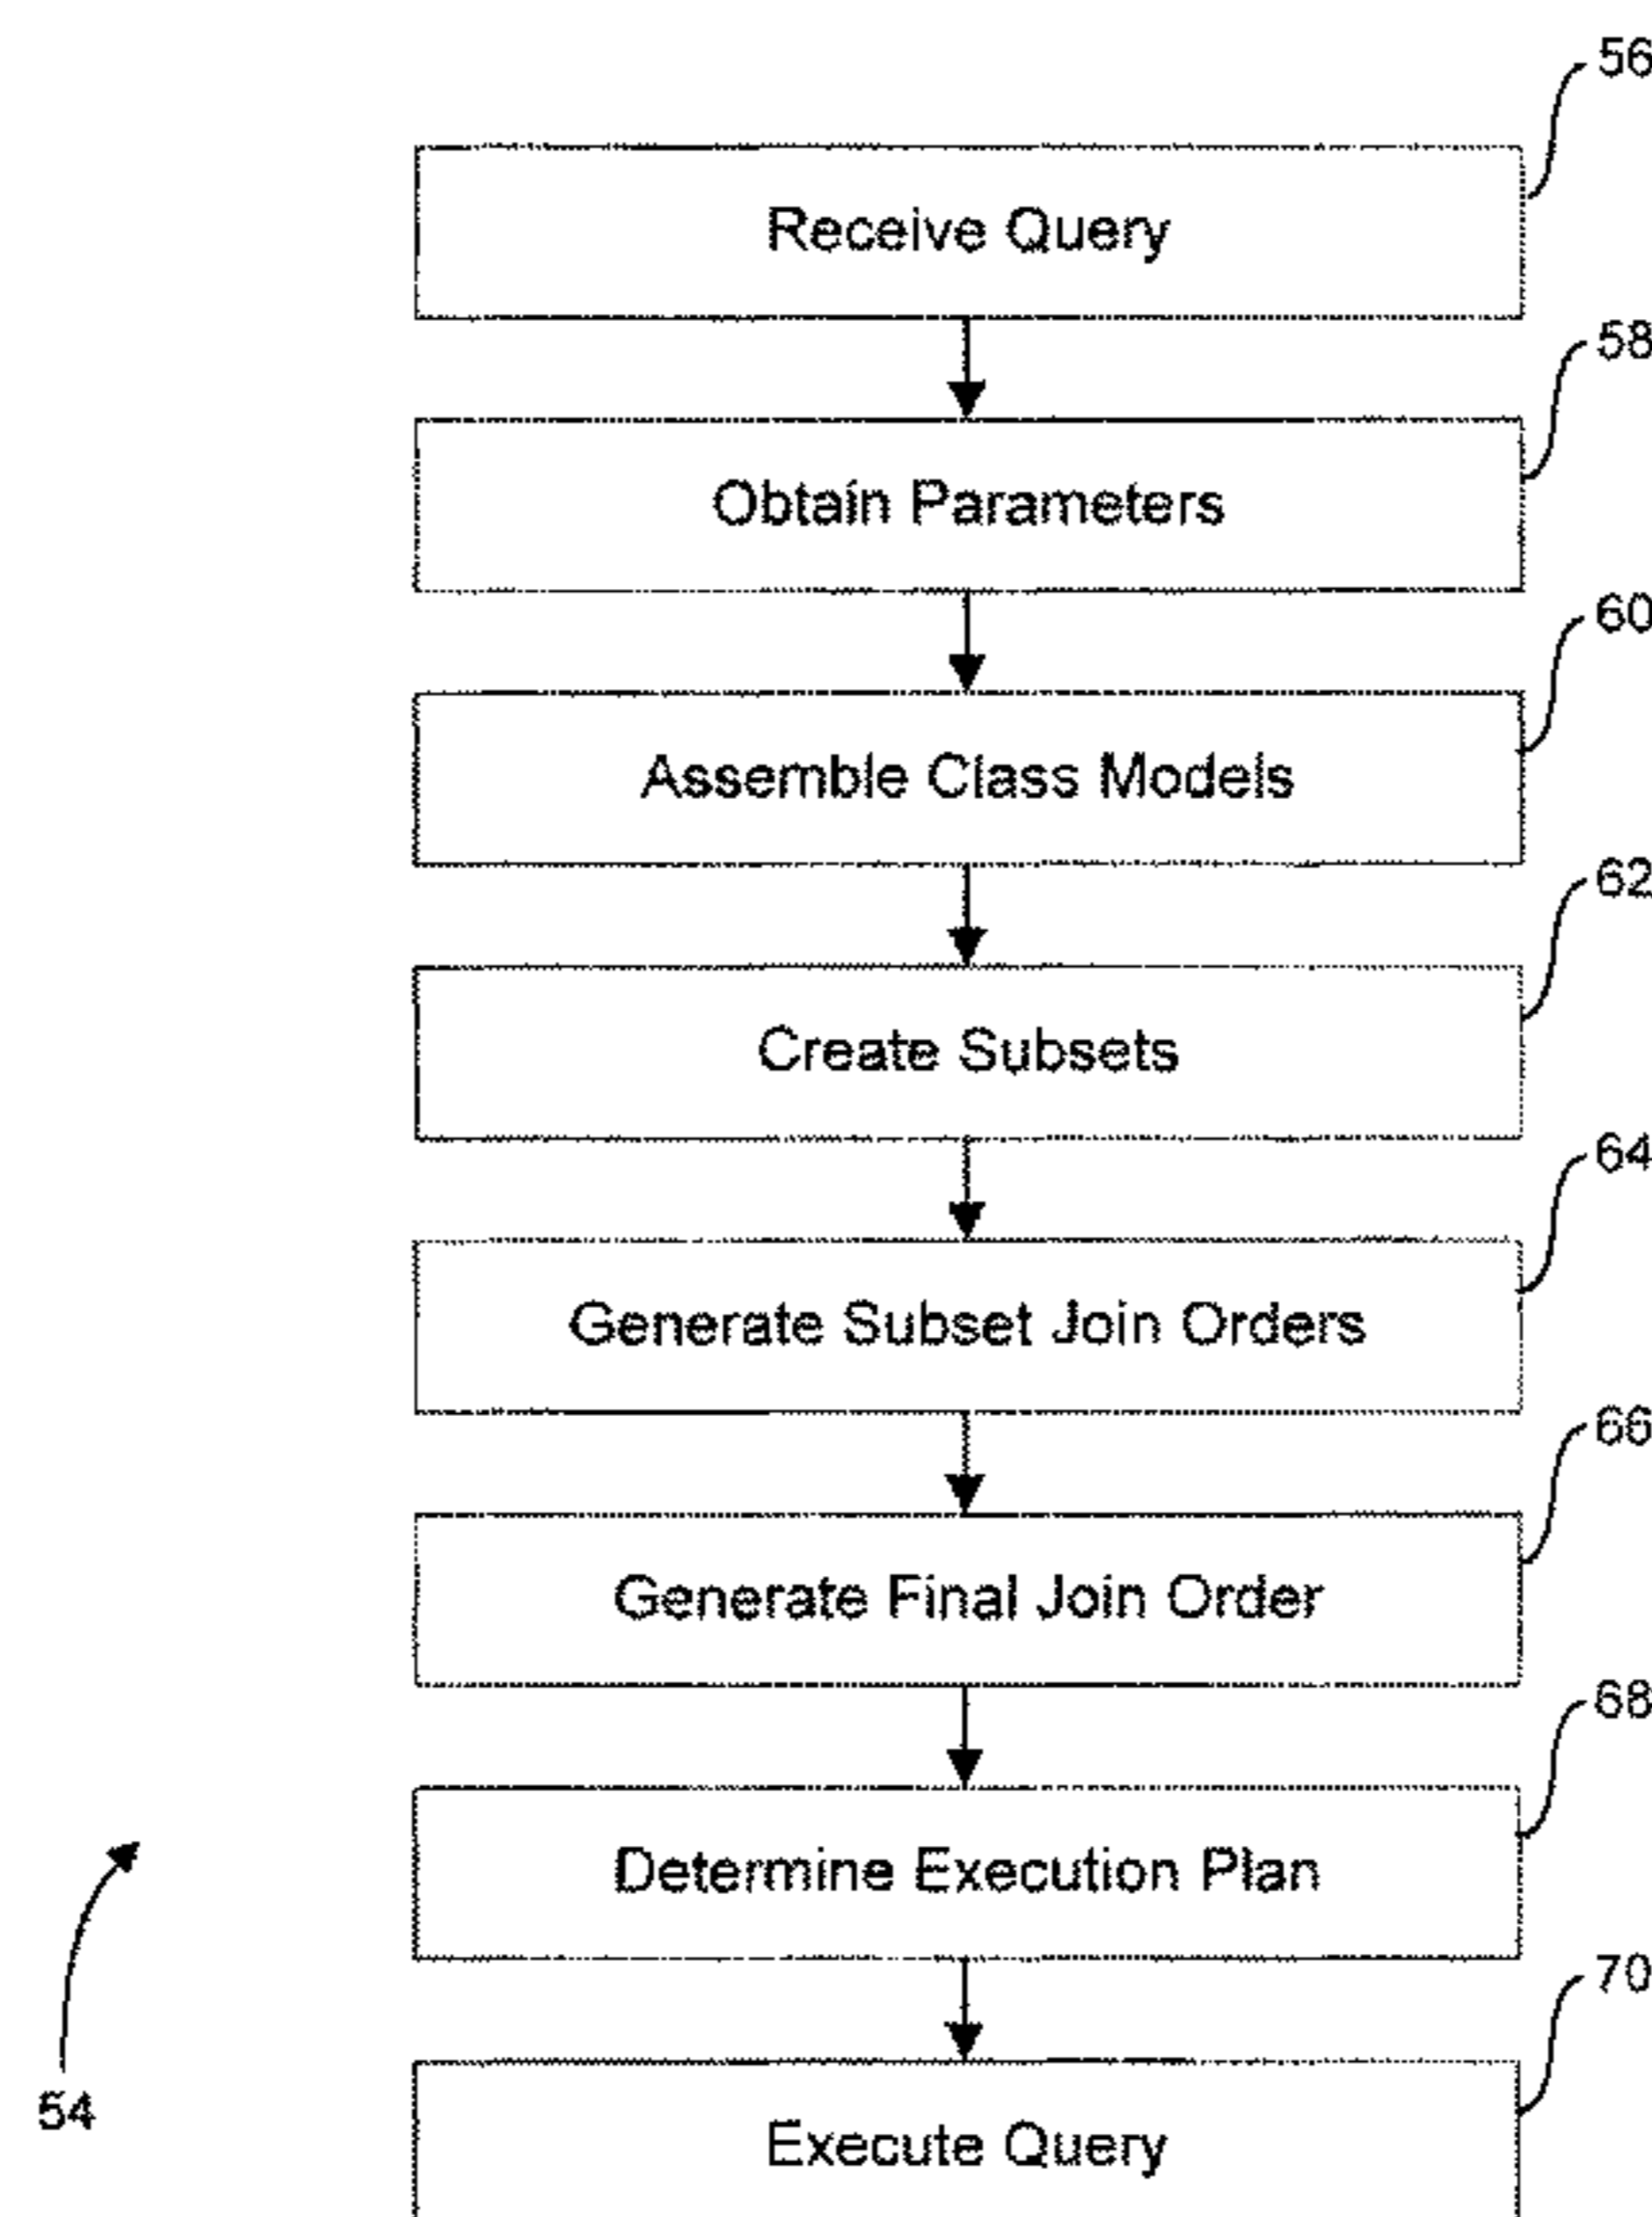 56
Receive Query
58
Obtain Parameters
60
Assemble Class Models
62
Create Subsets
64
Generate Subset Join Orders
66
Generate Final Join Order
68
Determine Execution Plan
70
54
Execute Query